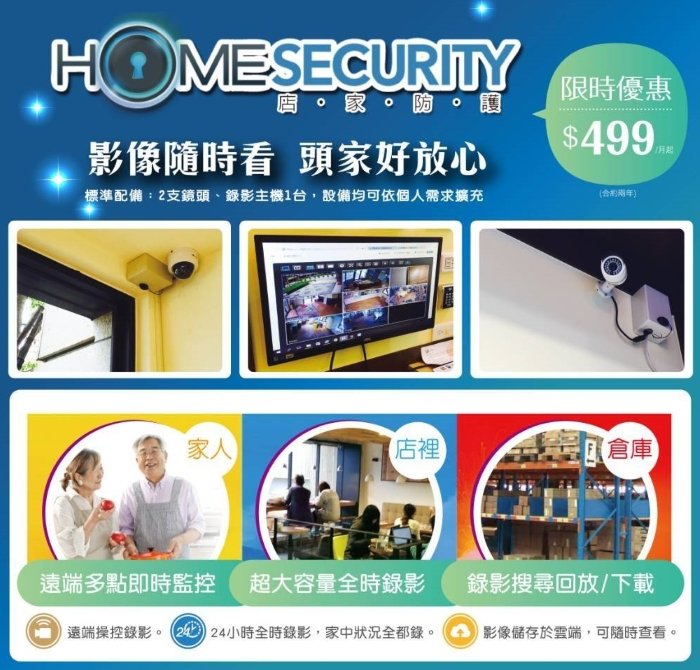 HOMESECURITY
店・家・防・護
限時優惠
$499/月起
(合約兩年)
影像隨時看 頭家好放心
標準配備：2支鏡頭、錄影主機1台，設備均可依個人需求擴充
家人
店裡
倉庫
F
遠端多點即時監控
超大容量全時錄影
錄影搜尋回放/下載
遠端操控錄影。
24
24小時全時錄影，家中狀況全都錄。
影像儲存於雲端，可隨時查看。